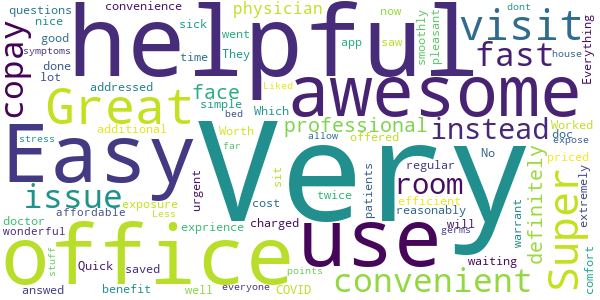 questions
convenience
physician
now
dont
nice
sick
helpful
visit
Everything
good
symptoms
time
They
went
app
saw
smoothly
pleasant
fast
house
copay
done
lot
addressed
face
simple
Which
bed
Liked
awesome
Great
additional
Worth
offered
professional
instead
Worked
doc
stress
far
allow
No
expose
Easy
Very
issue
exposure
Less
urgent
sit
twice
patients
room
regular
efficient
priced
extremely
definitely
Super
affordable
cost
reasonably
doctor
wonderful
exprience
charged
use
will
germs
waiting
warrant
office
stuff
Quick
saved
points
convenient
comfort
answed
benefit
well
everyone
COVID